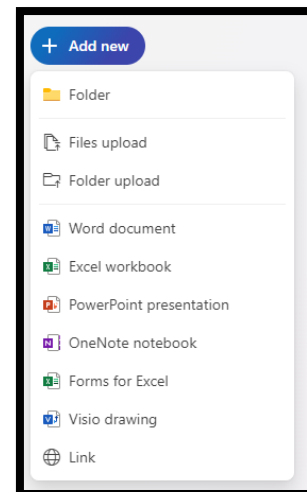 + Add new
Folder
Files upload
Folder upload
Word document
Excel workbook
PowerPoint presentation
OneNote notebook
Forms for Excel
Visio drawing
Link